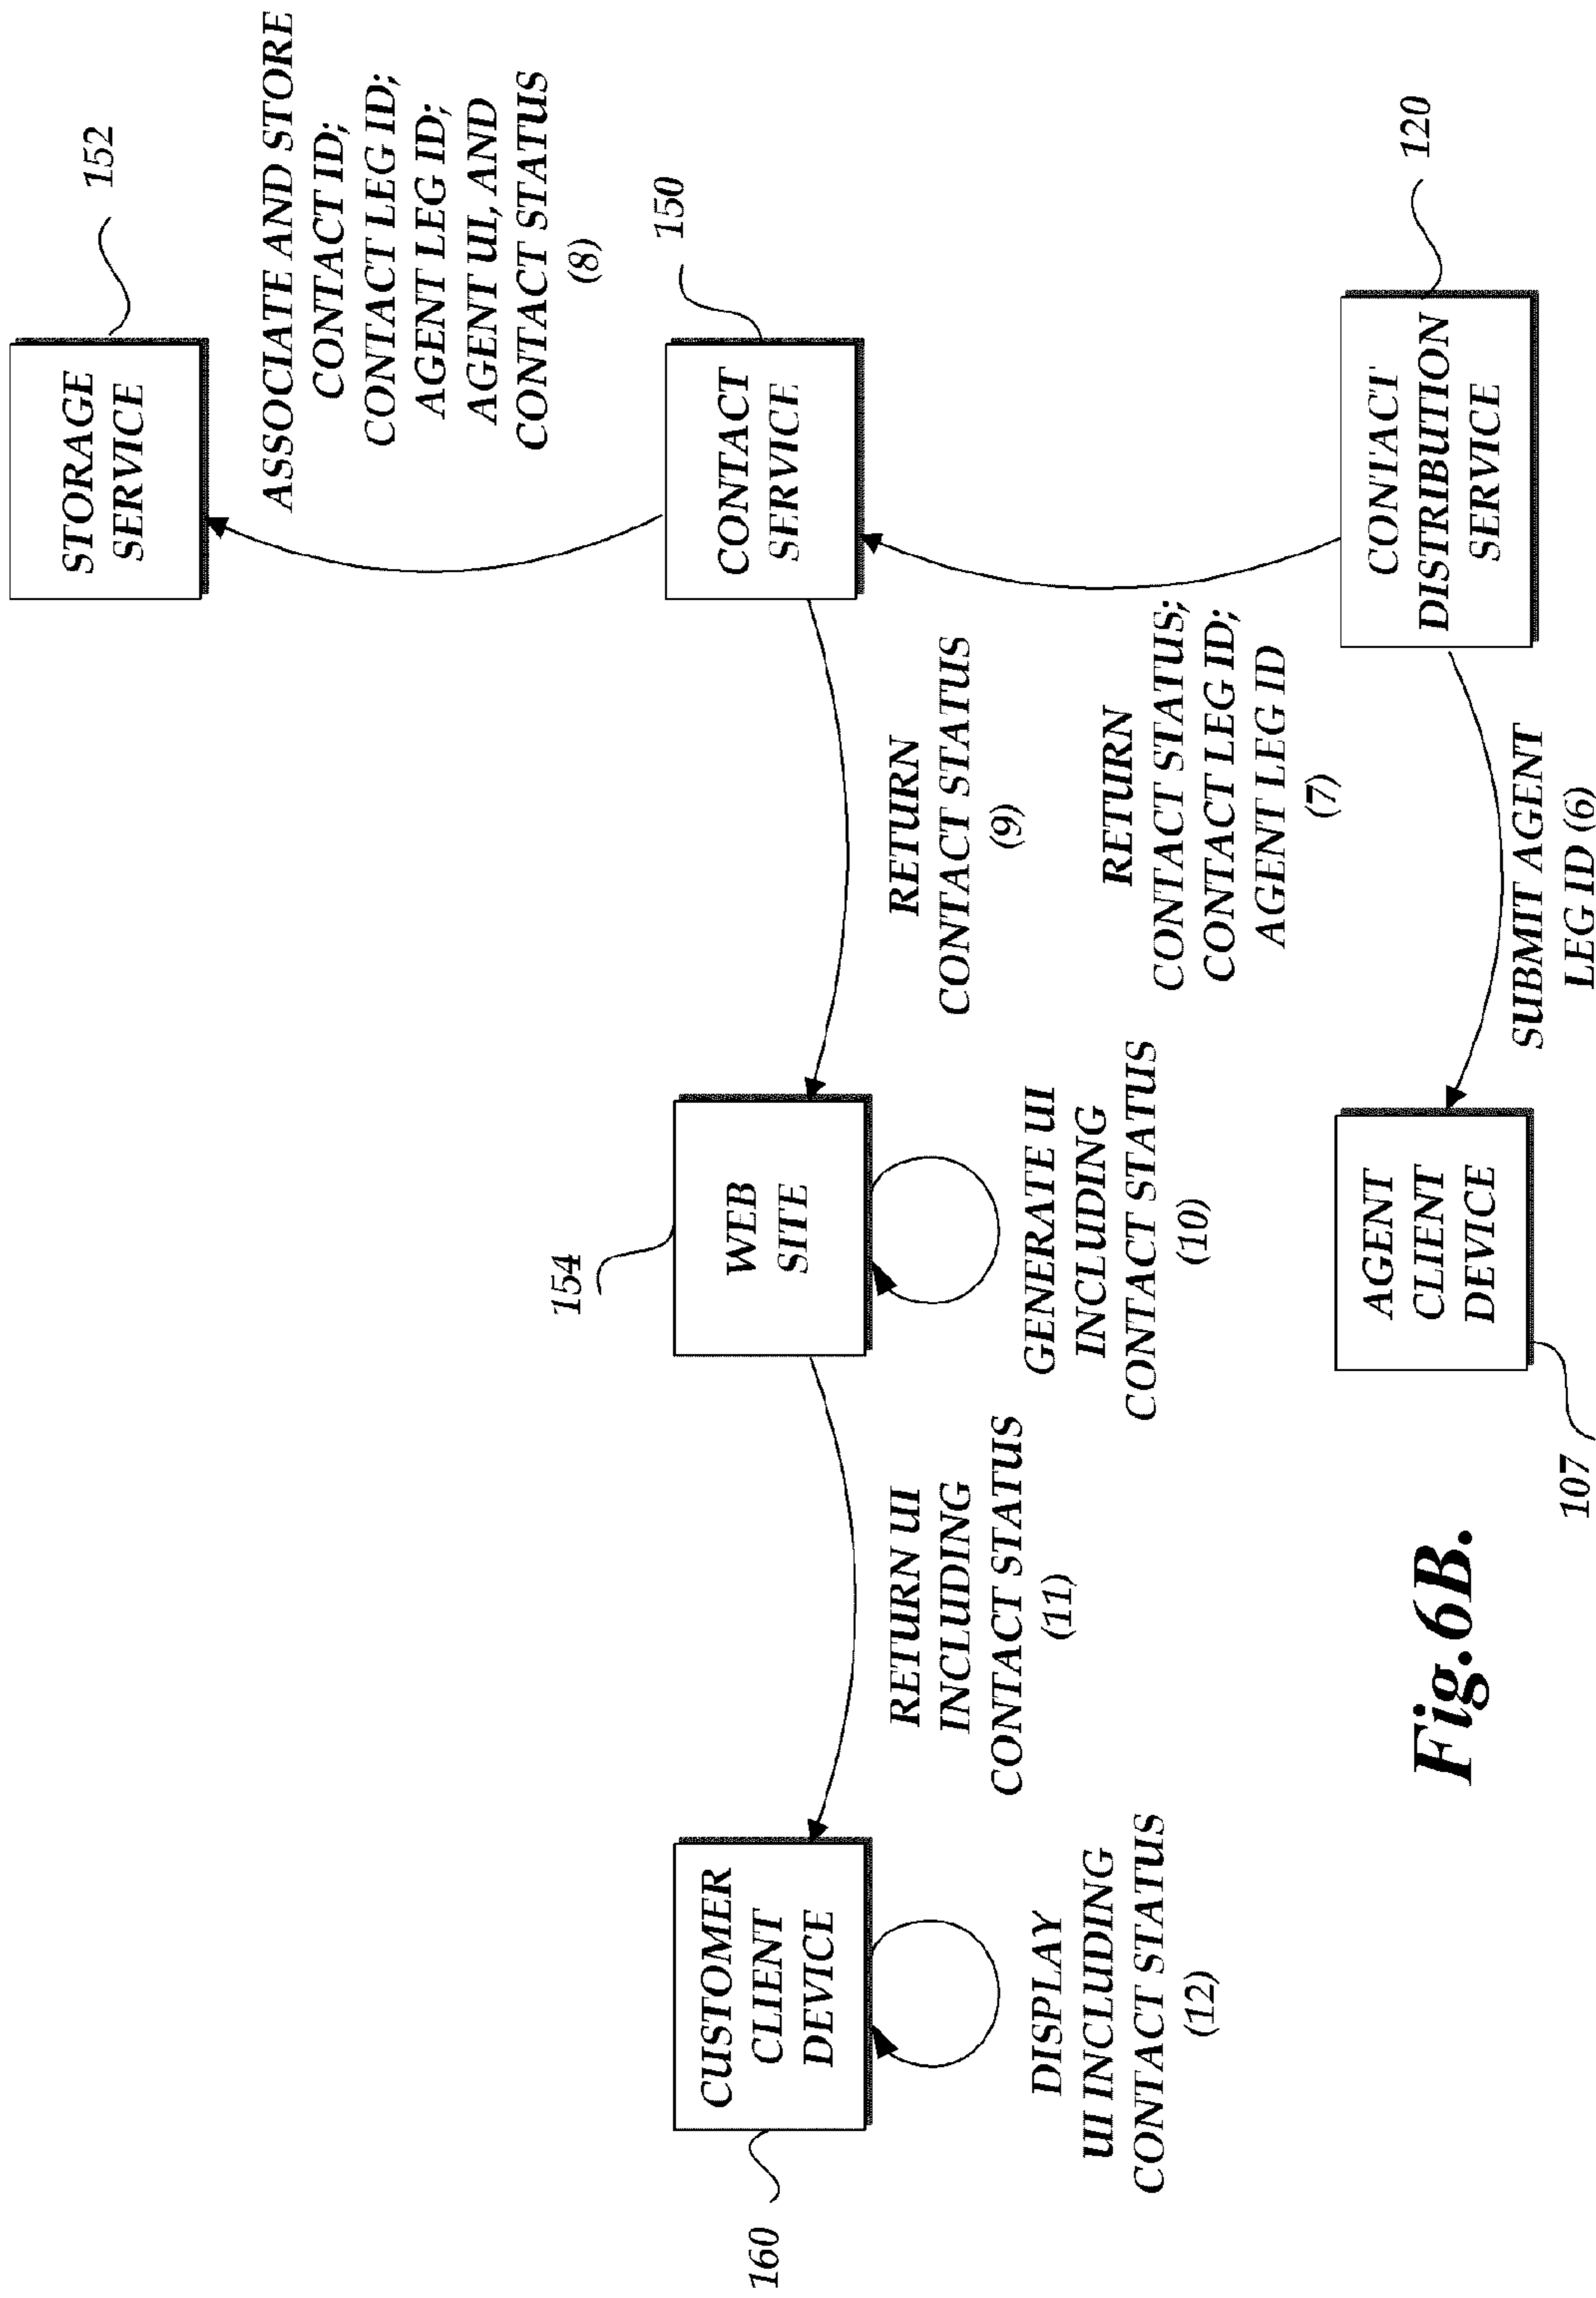 152
STORAGE
SERVICE
ASSOCIATE AND STORE
CONTACT ID;
CONTACT LEG ID;
AGENT LEG ID;
AGENT UI, AND
CONTACT STATUS
(8)
160
CUSTOMER
CLIENT
DEVICE
DISPLAY
UI INCLUDING
CONTACT STATUS
(12)
RETURN UI
INCLUDING
CONTACT STATUS
(11)
154
WEB
SITE
GENERATE UI
INCLUDING
CONTACT STATUS
(10)
RETURN
CONTACT STATUS
(9)
150
CONTACT
SERVICE
RETURN
CONTACT STATUS;
CONTACT LEG ID;
AGENT LEG ID
(7)
107
AGENT
CLIENT
DEVICE
SUBMIT AGENT
LEG ID (6)
120
CONTACT
DISTRIBUTION
SERVICE
Fig.6B.